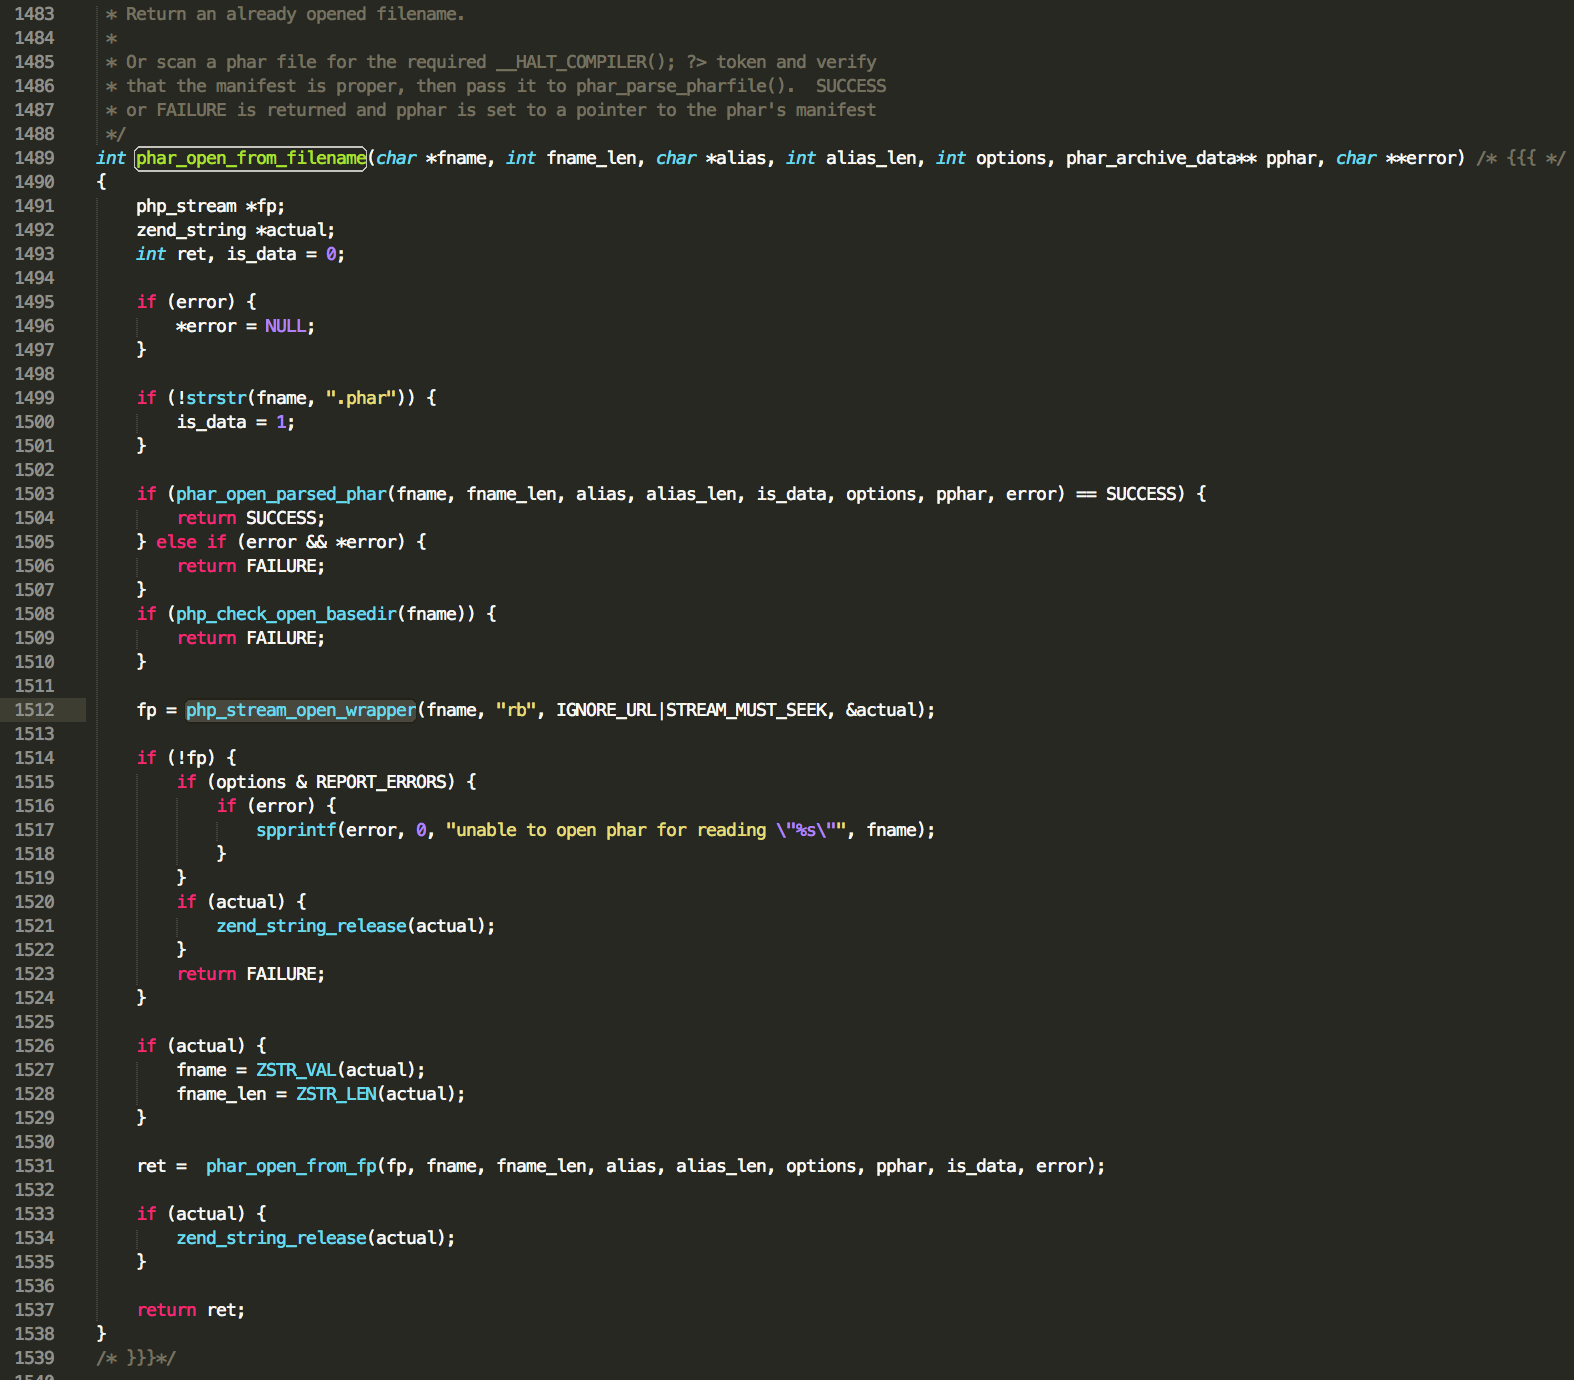 1483 * Return an already opened filename.
1484 *
1485 * Or scan a phar file for the required __HALT_COMPILER(); ?> token and verify
1486 * that the manifest is proper, then pass it to phar_parse_pharfile().  SUCCESS
1487 * or FAILURE is returned and pphar is set to a pointer to the phar's manifest
1488 */
1489 int phar_open_from_filename(char *fname, int fname_len, char *alias, int alias_len, int options, phar_archive_data** pphar, char **error) /* {{{ */
1490 {
1491     php_stream *fp;
1492     zend_string *actual;
1493     int ret, is_data = 0;
1494
1495     if (error) {
1496         *error = NULL;
1497     }
1498
1499     if (!strstr(fname, ".phar")) {
1500         is_data = 1;
1501     }
1502
1503     if (phar_open_parsed_phar(fname, fname_len, alias, alias_len, is_data, options, pphar, error) == SUCCESS) {
1504         return SUCCESS;
1505     } else if (error && *error) {
1506         return FAILURE;
1507     }
1508     if (php_check_open_basedir(fname)) {
1509         return FAILURE;
1510     }
1511
1512     fp = php_stream_open_wrapper(fname, "rb", IGNORE_URL|STREAM_MUST_SEEK, &actual);
1513
1514     if (!fp) {
1515         if (options & REPORT_ERRORS) {
1516             if (error) {
1517                 spprintf(error, 0, "unable to open phar for reading \"%s\"", fname);
1518             }
1519         }
1520         if (actual) {
1521             zend_string_release(actual);
1522         }
1523         return FAILURE;
1524     }
1525
1526     if (actual) {
1527         fname = ZSTR_VAL(actual);
1528         fname_len = ZSTR_LEN(actual);
1529     }
1530
1531     ret =  phar_open_from_fp(fp, fname, fname_len, alias, alias_len, options, pphar, is_data, error);
1532
1533     if (actual) {
1534         zend_string_release(actual);
1535     }
1536
1537     return ret;
1538 }
1539 /* }}}*/
1540